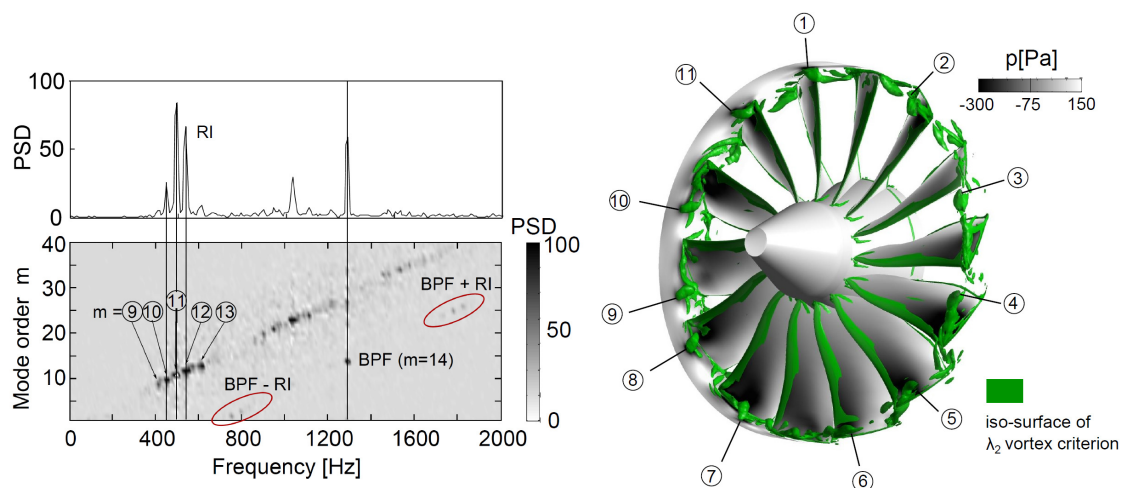 100
PSD
50
0
RI
PSD
100
50
0
40
30
20
10
Mode order m
m = 9 10 11 12 13
BPF + RI
BPF (m=14)
BPF - RI
0 400 800 1200 1600 2000
Frequency [Hz]
1
2
3
4
5
6
7
8
9
10
11
p[Pa]
-300 -75 150
iso-surface of
λ2 vortex criterion